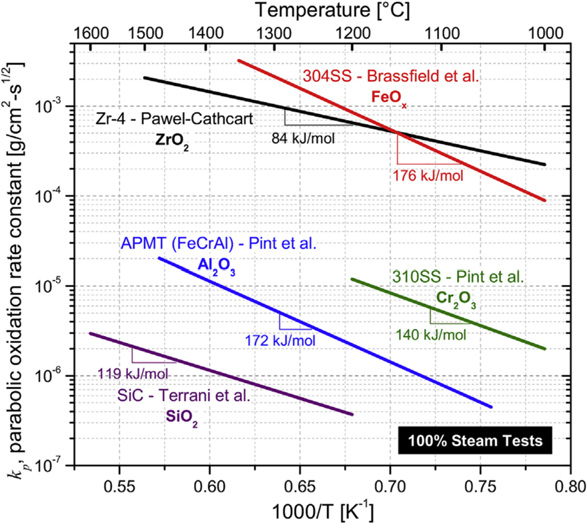 Temperature [°C]
1600 1500 1400 1300 1200 1100 1000
304SS - Brassfield et al.
FeOₓ
10⁻³
Zr-4 - Pawel-Cathcart
ZrO₂
84 kJ/mol
176 kJ/mol
10⁻⁴
kₚ, parabolic oxidation rate constant [g/cm²-s¹ᐟ²]
APMT (FeCrAl) - Pint et al.
Al₂O₃
310SS - Pint et al.
Cr₂O₃
10⁻⁵
172 kJ/mol
140 kJ/mol
119 kJ/mol
10⁻⁶
SiC - Terrani et al.
SiO₂
100% Steam Tests
10⁻⁷
0.55 0.60 0.65 0.70 0.75 0.80
1000/T [K⁻¹]